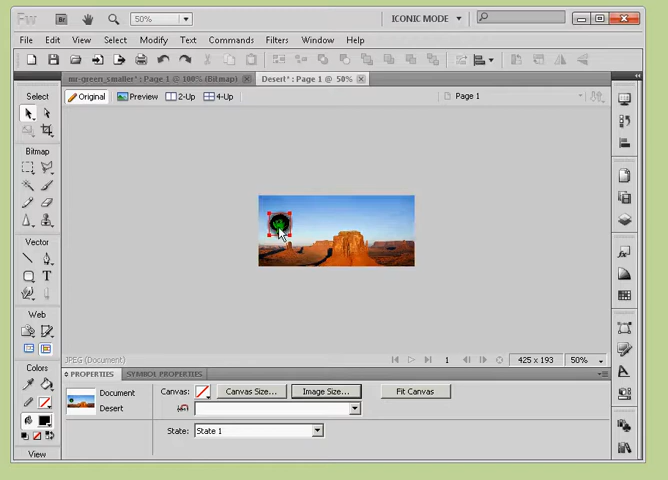 Fw
Br
50%
ICONIC MODE
File Edit View Select Modify Text Commands Filters Window Help
mr-green_smaller* : Page 1 @ 100% (Bitmap)
Desert* : Page 1 @ 50%
Original Preview 2-Up 4-Up
Page 1
Select
Bitmap
Vector
T
Web
Colors
View
JPEG (Document)
1
425 x 193
50%
PROPERTIES
SYMBOL PROPERTIES
Document
Desert
Canvas:
Canvas Size...
Image Size...
Fit Canvas
State:
State 1